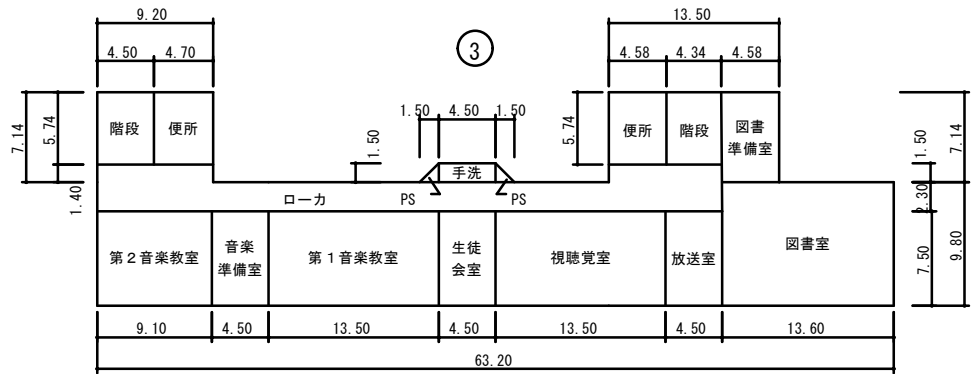 9.20
13.50
4.50 4.70
③
4.58 4.34 4.58
1.50 4.50 1.50
7.14
5.74
階段
便所
1.50
手洗
5.74
便所
階段
図書
準備室
1.50
7.14
1.40
ローカ
PS
PS
2.30
第2音楽教室
音楽
準備室
第1音楽教室
生徒
会室
視聴覚室
放送室
図書室
7.50
9.80
9.10 4.50 13.50 4.50 13.50 4.50 13.60
63.20